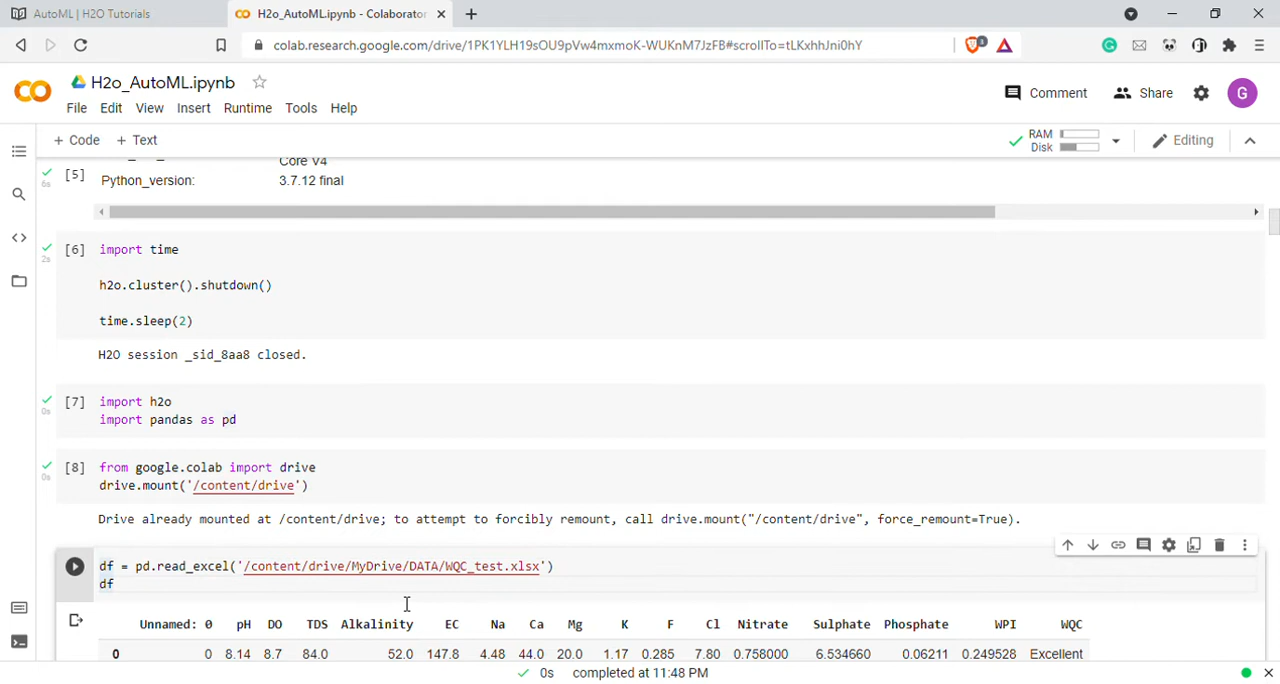 AutoML | H2O Tutorials
H2O_AutoML.ipynb - Colaborator
colab.research.google.com/drive/1PK1YLH19sOU9pVw4mxmoK-WUKnM7JzFB#scrollTo=tLKxhhJni0hY
H2o_AutoML.ipynb
Comment
Share
G
File Edit View Insert Runtime Tools Help
+ Code + Text
RAM
Disk
Editing
Core V4
[5] Python_version: 3.7.12 final
6s
[6] import time
2s
h2o.cluster().shutdown()
time.sleep(2)
H2O session _sid_8aa8 closed.
[7] import h2o
0s
import pandas as pd
[8] from google.colab import drive
0s
drive.mount('/content/drive')
Drive already mounted at /content/drive; to attempt to forcibly remount, call drive.mount("/content/drive", force_remount=True).
df = pd.read_excel('/content/drive/MyDrive/DATA/WQC_test.xlsx')
df
Unnamed: 0 pH DO TDS Alkalinity EC Na Ca Mg K F Cl Nitrate Sulphate Phosphate WPI WQC
0 0 8.14 8.7 84.0 52.0 147.8 4.48 44.0 20.0 1.17 0.285 7.80 0.758000 6.534660 0.06211 0.249528 Excellent
0s completed at 11:48 PM